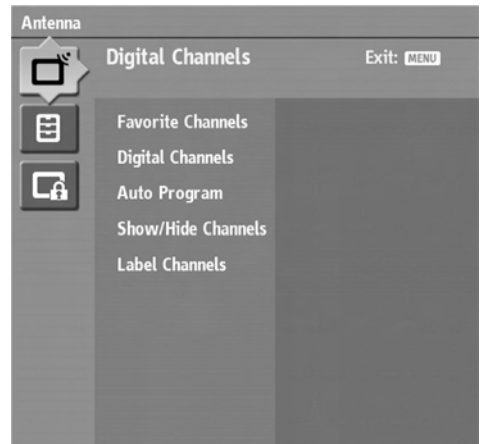 Antenna
Digital Channels Exit: MENU
Favorite Channels
Digital Channels
Auto Program
Show/Hide Channels
Label Channels